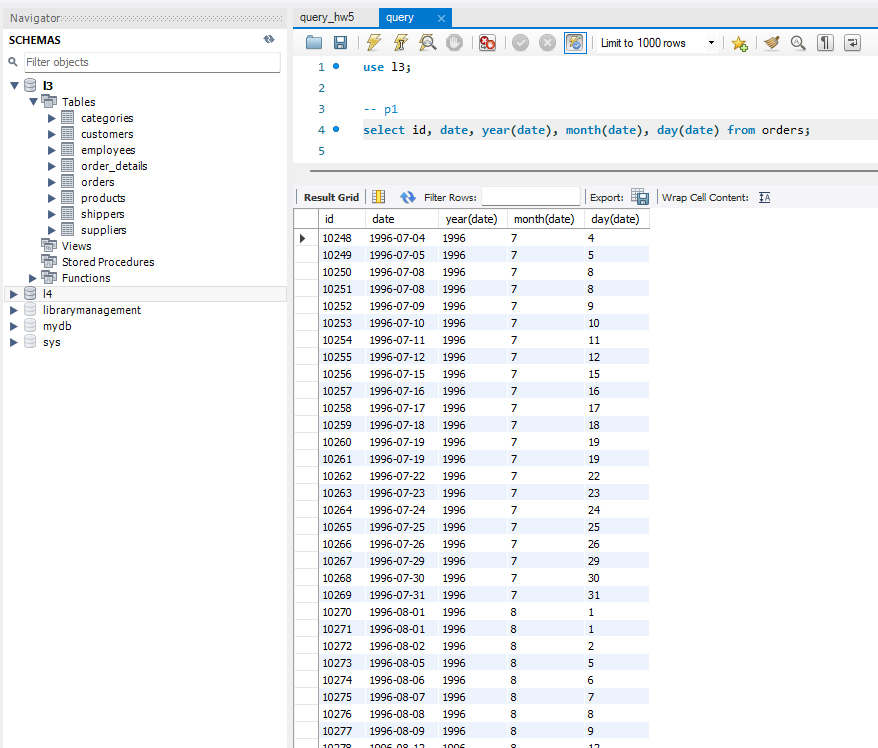 Navigator
SCHEMAS
Filter objects
l3
Tables
categories
customers
employees
order_details
orders
products
shippers
suppliers
Views
Stored Procedures
Functions
l4
librarymanagement
mydb
sys
query_hw5 query
Limit to 1000 rows
1 use l3;
2
3 -- p1
4 select id, date, year(date), month(date), day(date) from orders;
5
Result Grid Filter Rows: Export: Wrap Cell Content:
id date year(date) month(date) day(date)
10248 1996-07-04 1996 7 4
10249 1996-07-05 1996 7 5
10250 1996-07-08 1996 7 8
10251 1996-07-08 1996 7 8
10252 1996-07-09 1996 7 9
10253 1996-07-10 1996 7 10
10254 1996-07-11 1996 7 11
10255 1996-07-12 1996 7 12
10256 1996-07-15 1996 7 15
10257 1996-07-16 1996 7 16
10258 1996-07-17 1996 7 17
10259 1996-07-18 1996 7 18
10260 1996-07-19 1996 7 19
10261 1996-07-19 1996 7 19
10262 1996-07-22 1996 7 22
10263 1996-07-23 1996 7 23
10264 1996-07-24 1996 7 24
10265 1996-07-25 1996 7 25
10266 1996-07-26 1996 7 26
10267 1996-07-29 1996 7 29
10268 1996-07-30 1996 7 30
10269 1996-07-31 1996 7 31
10270 1996-08-01 1996 8 1
10271 1996-08-01 1996 8 1
10272 1996-08-02 1996 8 2
10273 1996-08-05 1996 8 5
10274 1996-08-06 1996 8 6
10275 1996-08-07 1996 8 7
10276 1996-08-08 1996 8 8
10277 1996-08-09 1996 8 9
10278 1996-08-12 1996 8 12